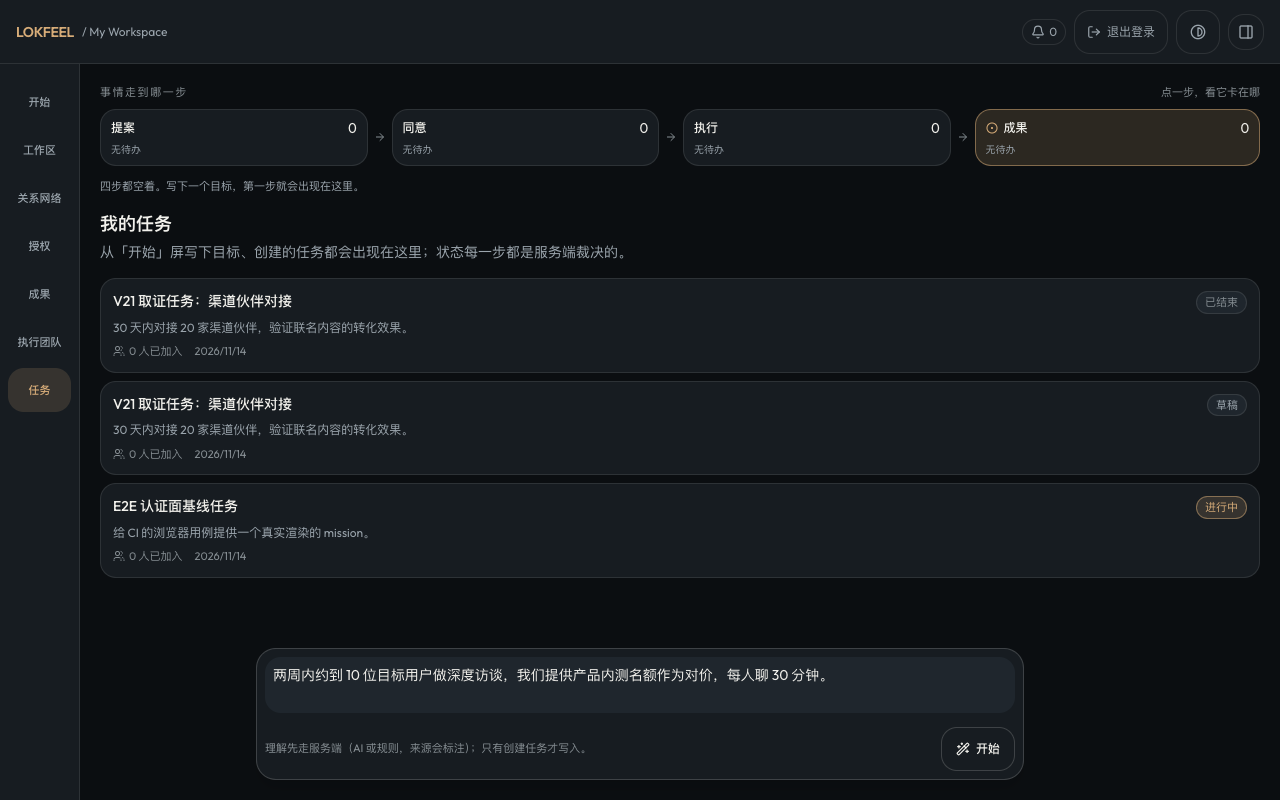 LOKFEEL / My Workspace
0
退出登录
开始
工作区
关系网络
授权
成果
执行团队
任务
事情走到哪一步
点一步，看它卡在哪
提案 0
无待办
同意 0
无待办
执行 0
无待办
成果 0
无待办
四步都空着。写下一个目标，第一步就会出现在这里。
我的任务
从「开始」屏写下目标、创建的任务都会出现在这里；状态每一步都是服务端裁决的。
V21 取证任务：渠道伙伴对接
已结束
30 天内对接 20 家渠道伙伴，验证联名内容的转化效果。
0 人已加入 2026/11/14
V21 取证任务：渠道伙伴对接
草稿
30 天内对接 20 家渠道伙伴，验证联名内容的转化效果。
0 人已加入 2026/11/14
E2E 认证面基线任务
进行中
给 CI 的浏览器用例提供一个真实渲染的 mission。
0 人已加入 2026/11/14
两周内约到 10 位目标用户做深度访谈，我们提供产品内测名额作为对价，每人聊 30 分钟。
理解先走服务端（AI 或规则，来源会标注）；只有创建任务才写入。
开始